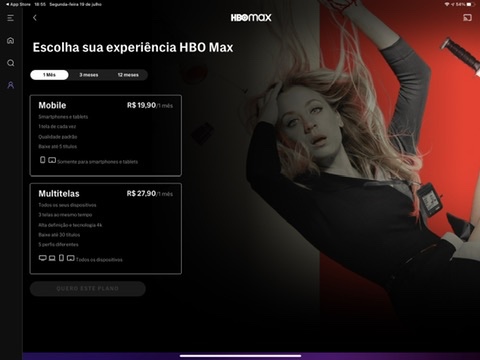 App Store 16:55 Segunda-feira 19 de julho 54%
HBOmax
Escolha sua experiência HBO Max
1 Mês 3 meses 12 meses
Mobile R$ 19,90/1 mês
Smartphones e tablets
1 tela de cada vez
Qualidade padrão
Baixe até 5 títulos
Somente para smartphones e tablets
Multitelas R$ 27,90/1 mês
Todos os seus dispositivos
3 telas ao mesmo tempo
Alta definição e tecnologia 4k
Baixe até 30 títulos
5 perfis diferentes
Todos os dispositivos
QUERO ESTE PLANO